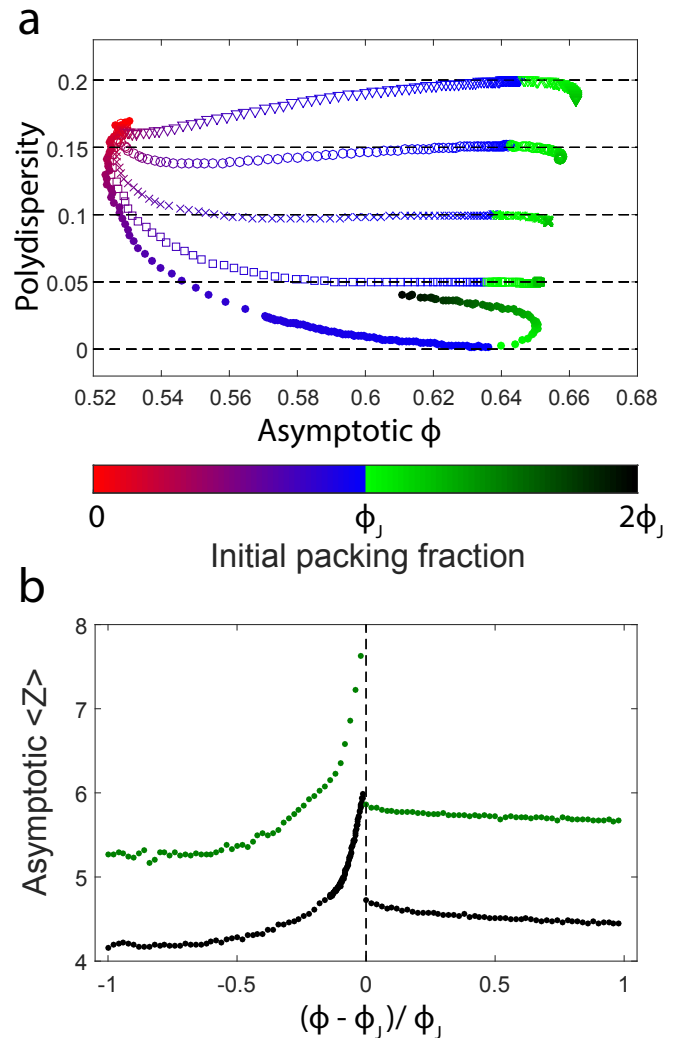 a
Polydispersity
0.2
0.15
0.1
0.05
0
0.52 0.54 0.56 0.58 0.6 0.62 0.64 0.66 0.68
Asymptotic ϕ
0 ϕJ 2ϕJ
Initial packing fraction
b
Asymptotic <Z>
8
7
6
5
4
-1 -0.5 0 0.5 1
(ϕ - ϕJ)/ ϕJ